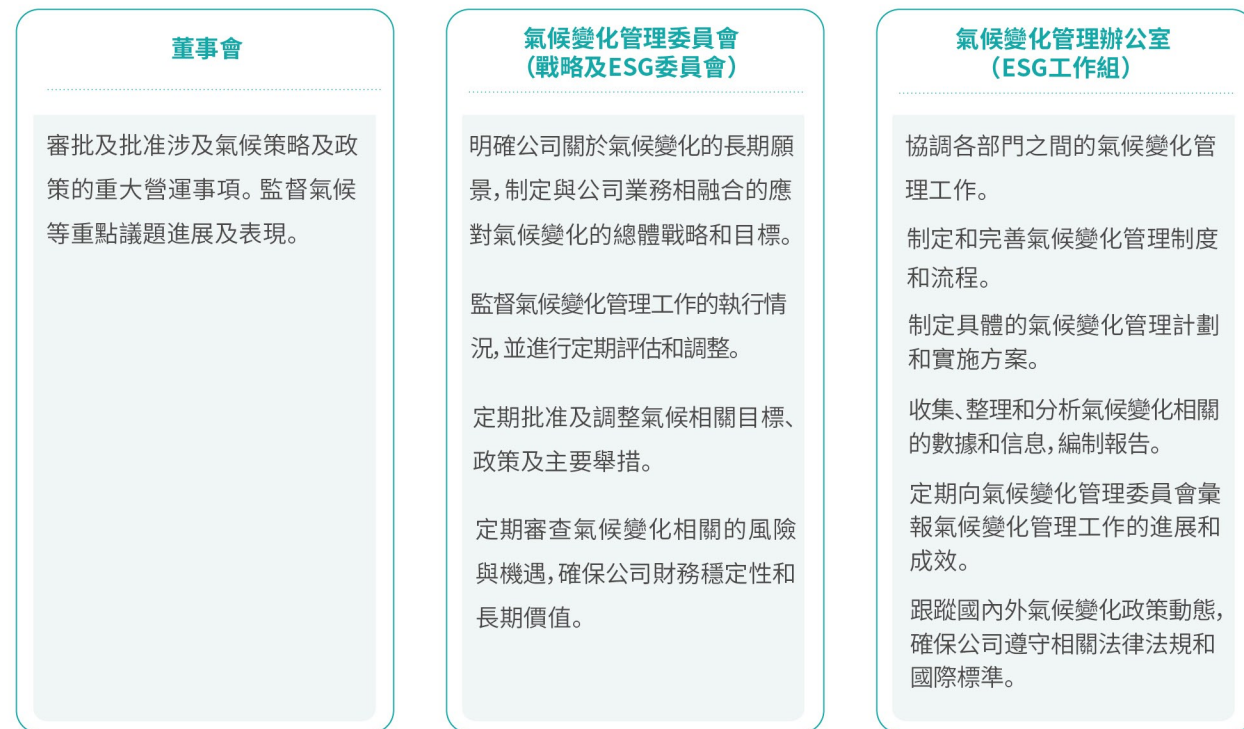 董事會
審批及批准涉及氣候策略及政
策的重大營運事項。監督氣候
等重點議題進展及表現。
氣候變化管理委員會
（戰略及ESG委員會）
明確公司關於氣候變化的長期願
景，制定與公司業務相融合的應
對氣候變化的總體戰略和目標。
監督氣候變化管理工作的執行情
況，並進行定期評估和調整。
定期批准及調整氣候相關目標、
政策及主要舉措。
定期審查氣候變化相關的風險
與機遇，確保公司財務穩定性和
長期價值。
氣候變化管理辦公室
（ESG工作組）
協調各部門之間的氣候變化管
理工作。
制定和完善氣候變化管理制度
和流程。
制定具體的氣候變化管理計劃
和實施方案。
收集、整理和分析氣候變化相關
的數據和信息，編制報告。
定期向氣候變化管理委員會彙
報氣候變化管理工作的進展和
成效。
跟蹤國內外氣候變化政策動態，
確保公司遵守相關法律法規和
國際標準。